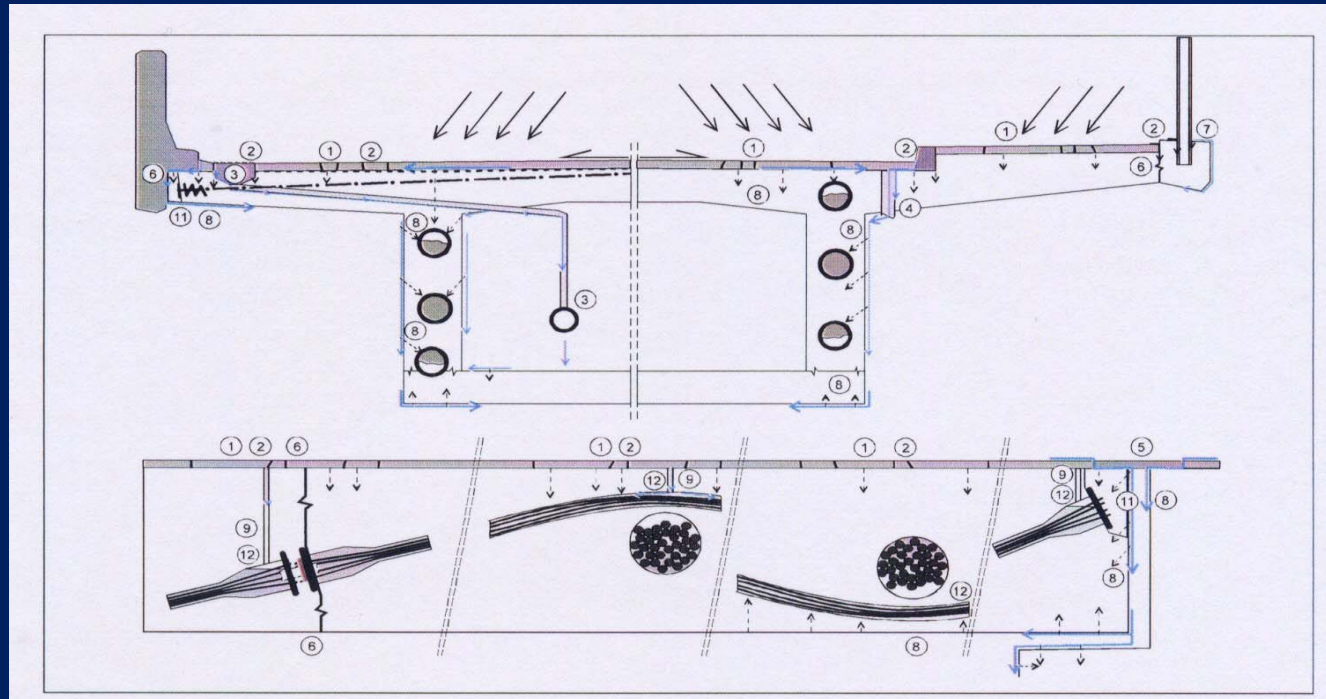 ① ② ⑦
② ① ② ① ② ⑥
⑥ ③
⑧
⑪ ⑧ ④
⑧ ⑧
③
⑧
⑧
① ② ⑥ ① ② ① ② ⑤
⑫ ⑨ ⑨
⑫ ⑪ ⑧
⑨
⑫
⑧
⑫
⑥ ⑧